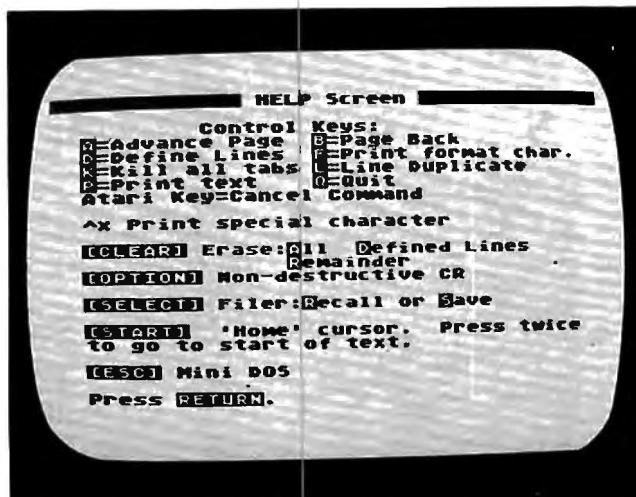 HELP Screen
Control Keys:
A=Advance Page B=Page Back
D=Define Lines F=Print format char.
K=Kill all tabs L=Line Duplicate
P=Print text Q=Quit
Atari Key=Cancel Command
^x Print special character
[CLEAR] Erase:All Defined Lines
Remainder
[OPTION] Non-destructive CR
[SELECT] Filer:Recall or Save
[START] 'Home' cursor. Press twice
to go to start of text.
[ESC] Mini DOS
Press RETURN.